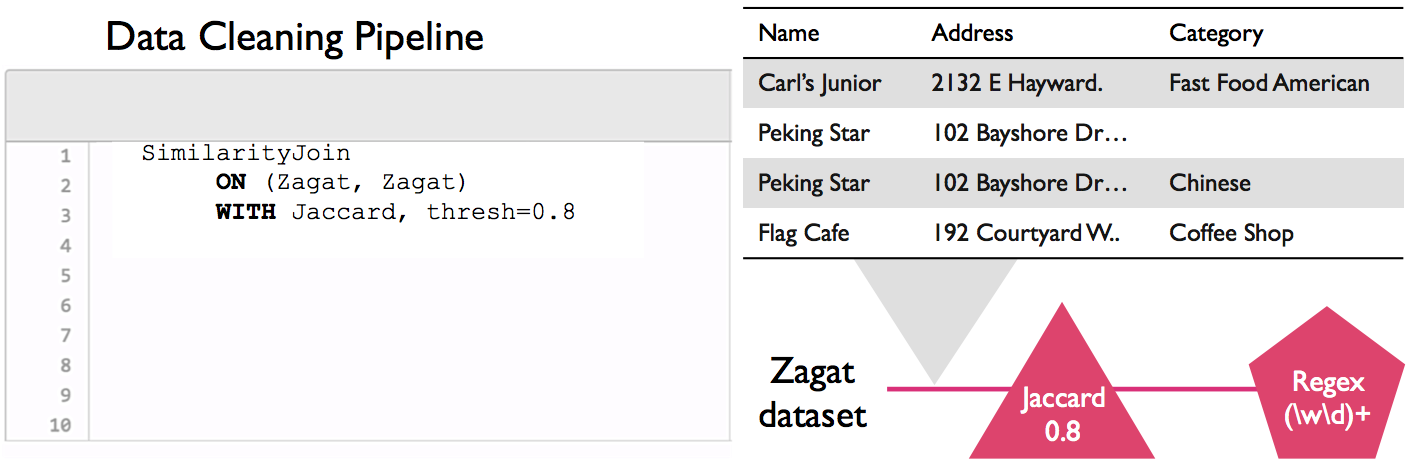 Data Cleaning Pipeline
1 SimilarityJoin
2 ON (Zagat, Zagat)
3 WITH Jaccard, thresh=0.8
4
5
6
7
8
9
10
Name Address Category
Carl's Junior 2132 E Hayward. Fast Food American
Peking Star 102 Bayshore Dr…
Peking Star 102 Bayshore Dr… Chinese
Flag Cafe 192 Courtyard W.. Coffee Shop
Zagat
dataset
Jaccard
0.8
Regex
(\w\d)+